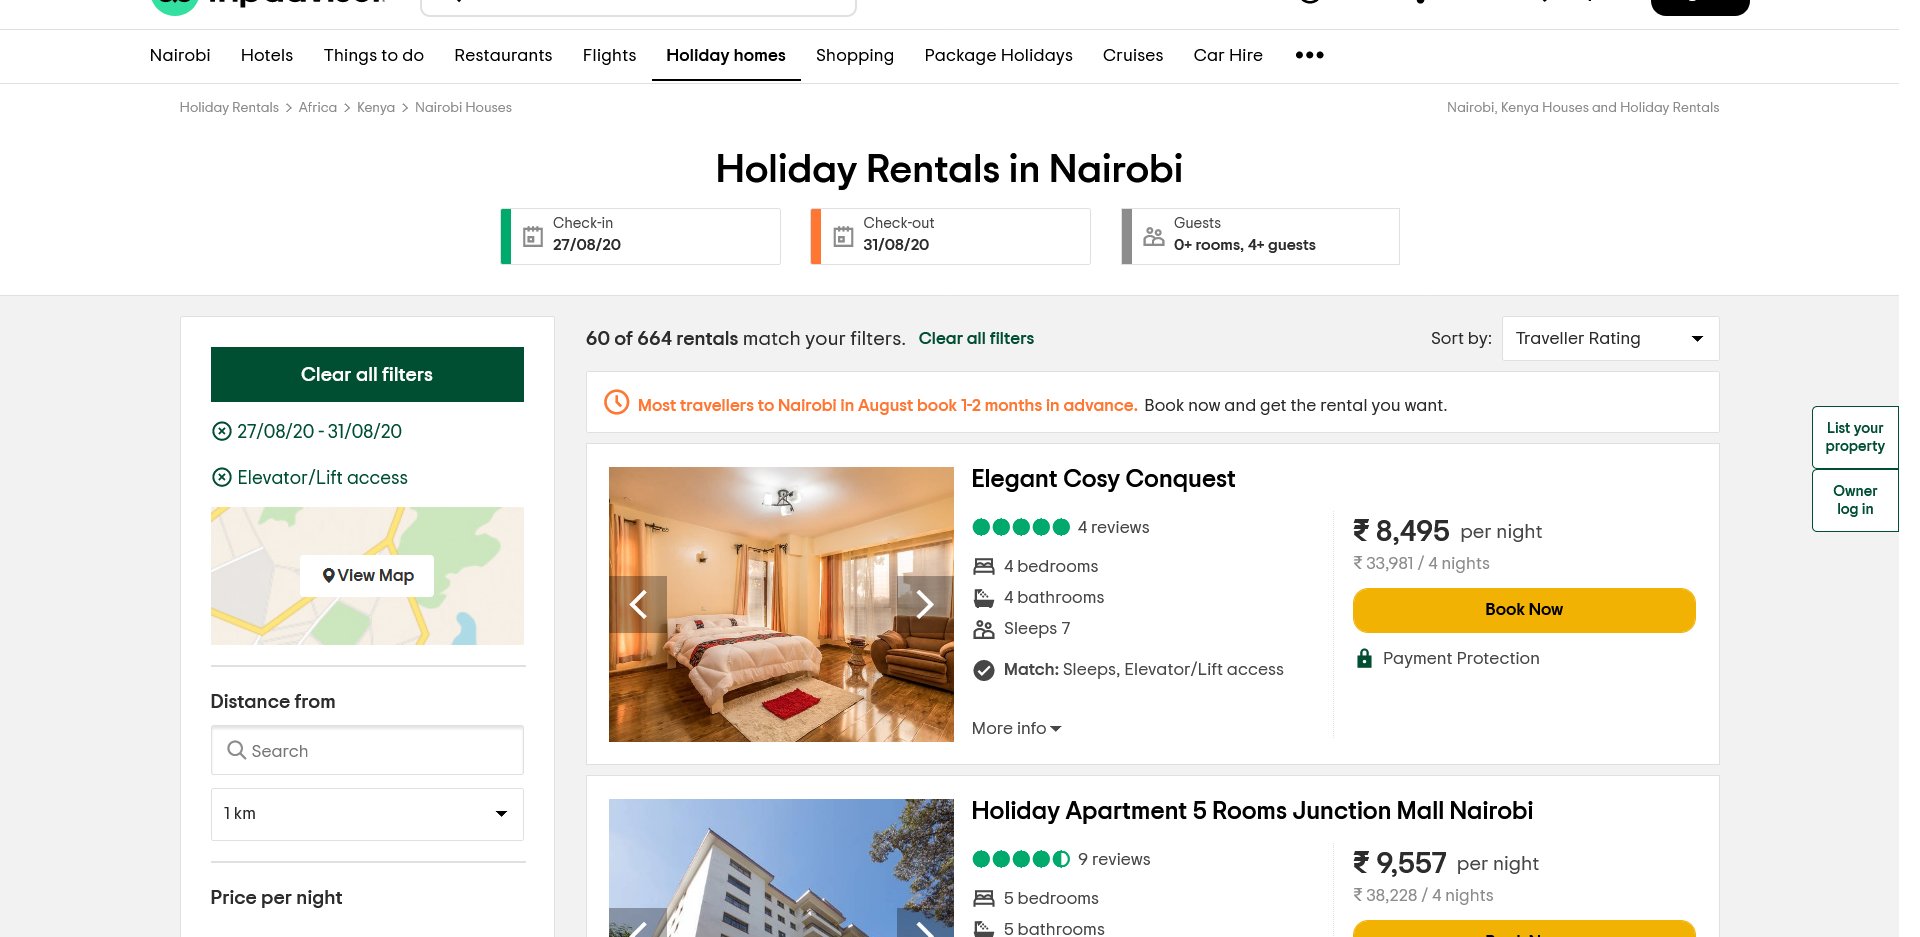 Nairobi Hotels Things to do Restaurants Flights Holiday homes Shopping Package Holidays Cruises Car Hire •••
Holiday Rentals > Africa > Kenya > Nairobi Houses
Nairobi, Kenya Houses and Holiday Rentals
Holiday Rentals in Nairobi
Check-in
27/08/20
Check-out
31/08/20
Guests
0+ rooms, 4+ guests
Clear all filters
27/08/20 - 31/08/20
Elevator/Lift access
View Map
Distance from
Search
1 km
Price per night
60 of 664 rentals match your filters. Clear all filters
Sort by: Traveller Rating
Most travellers to Nairobi in August book 1-2 months in advance. Book now and get the rental you want.
Elegant Cosy Conquest
4 reviews
4 bedrooms
4 bathrooms
Sleeps 7
Match: Sleeps, Elevator/Lift access
More info
₹ 8,495 per night
₹ 33,981 / 4 nights
Book Now
Payment Protection
Holiday Apartment 5 Rooms Junction Mall Nairobi
9 reviews
5 bedrooms
5 bathrooms
₹ 9,557 per night
₹ 38,228 / 4 nights
List your
property
Owner
log in